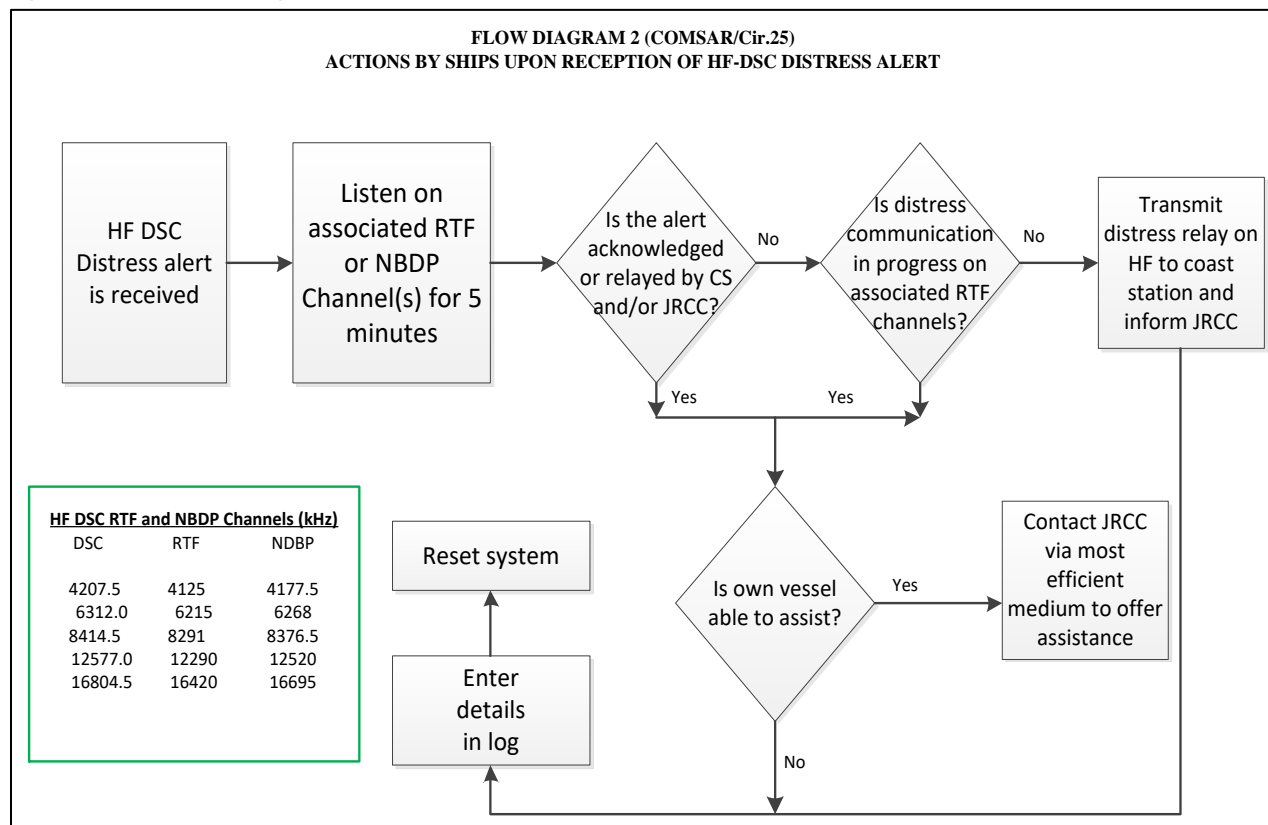 FLOW DIAGRAM 2 (COMSAR/Cir.25)
ACTIONS BY SHIPS UPON RECEPTION OF HF-DSC DISTRESS ALERT
HF DSC
Distress alert
is received
Listen on
associated RTF
or NBDP
Channel(s) for 5
minutes
Is the alert
acknowledged
or relayed by CS
and/or JRCC?
No
Is distress
communication
in progress on
associated RTF
channels?
No
Transmit
distress relay on
HF to coast
station and
inform JRCC
Yes
Yes
Is own vessel
able to assist?
Yes
Contact JRCC
via most
efficient
medium to offer
assistance
No
Reset system
Enter
details
in log
HF DSC RTF and NBDP Channels (kHz)
DSC RTF NDBP
4207.5 4125 4177.5
6312.0 6215 6268
8414.5 8291 8376.5
12577.0 12290 12520
16804.5 16420 16695